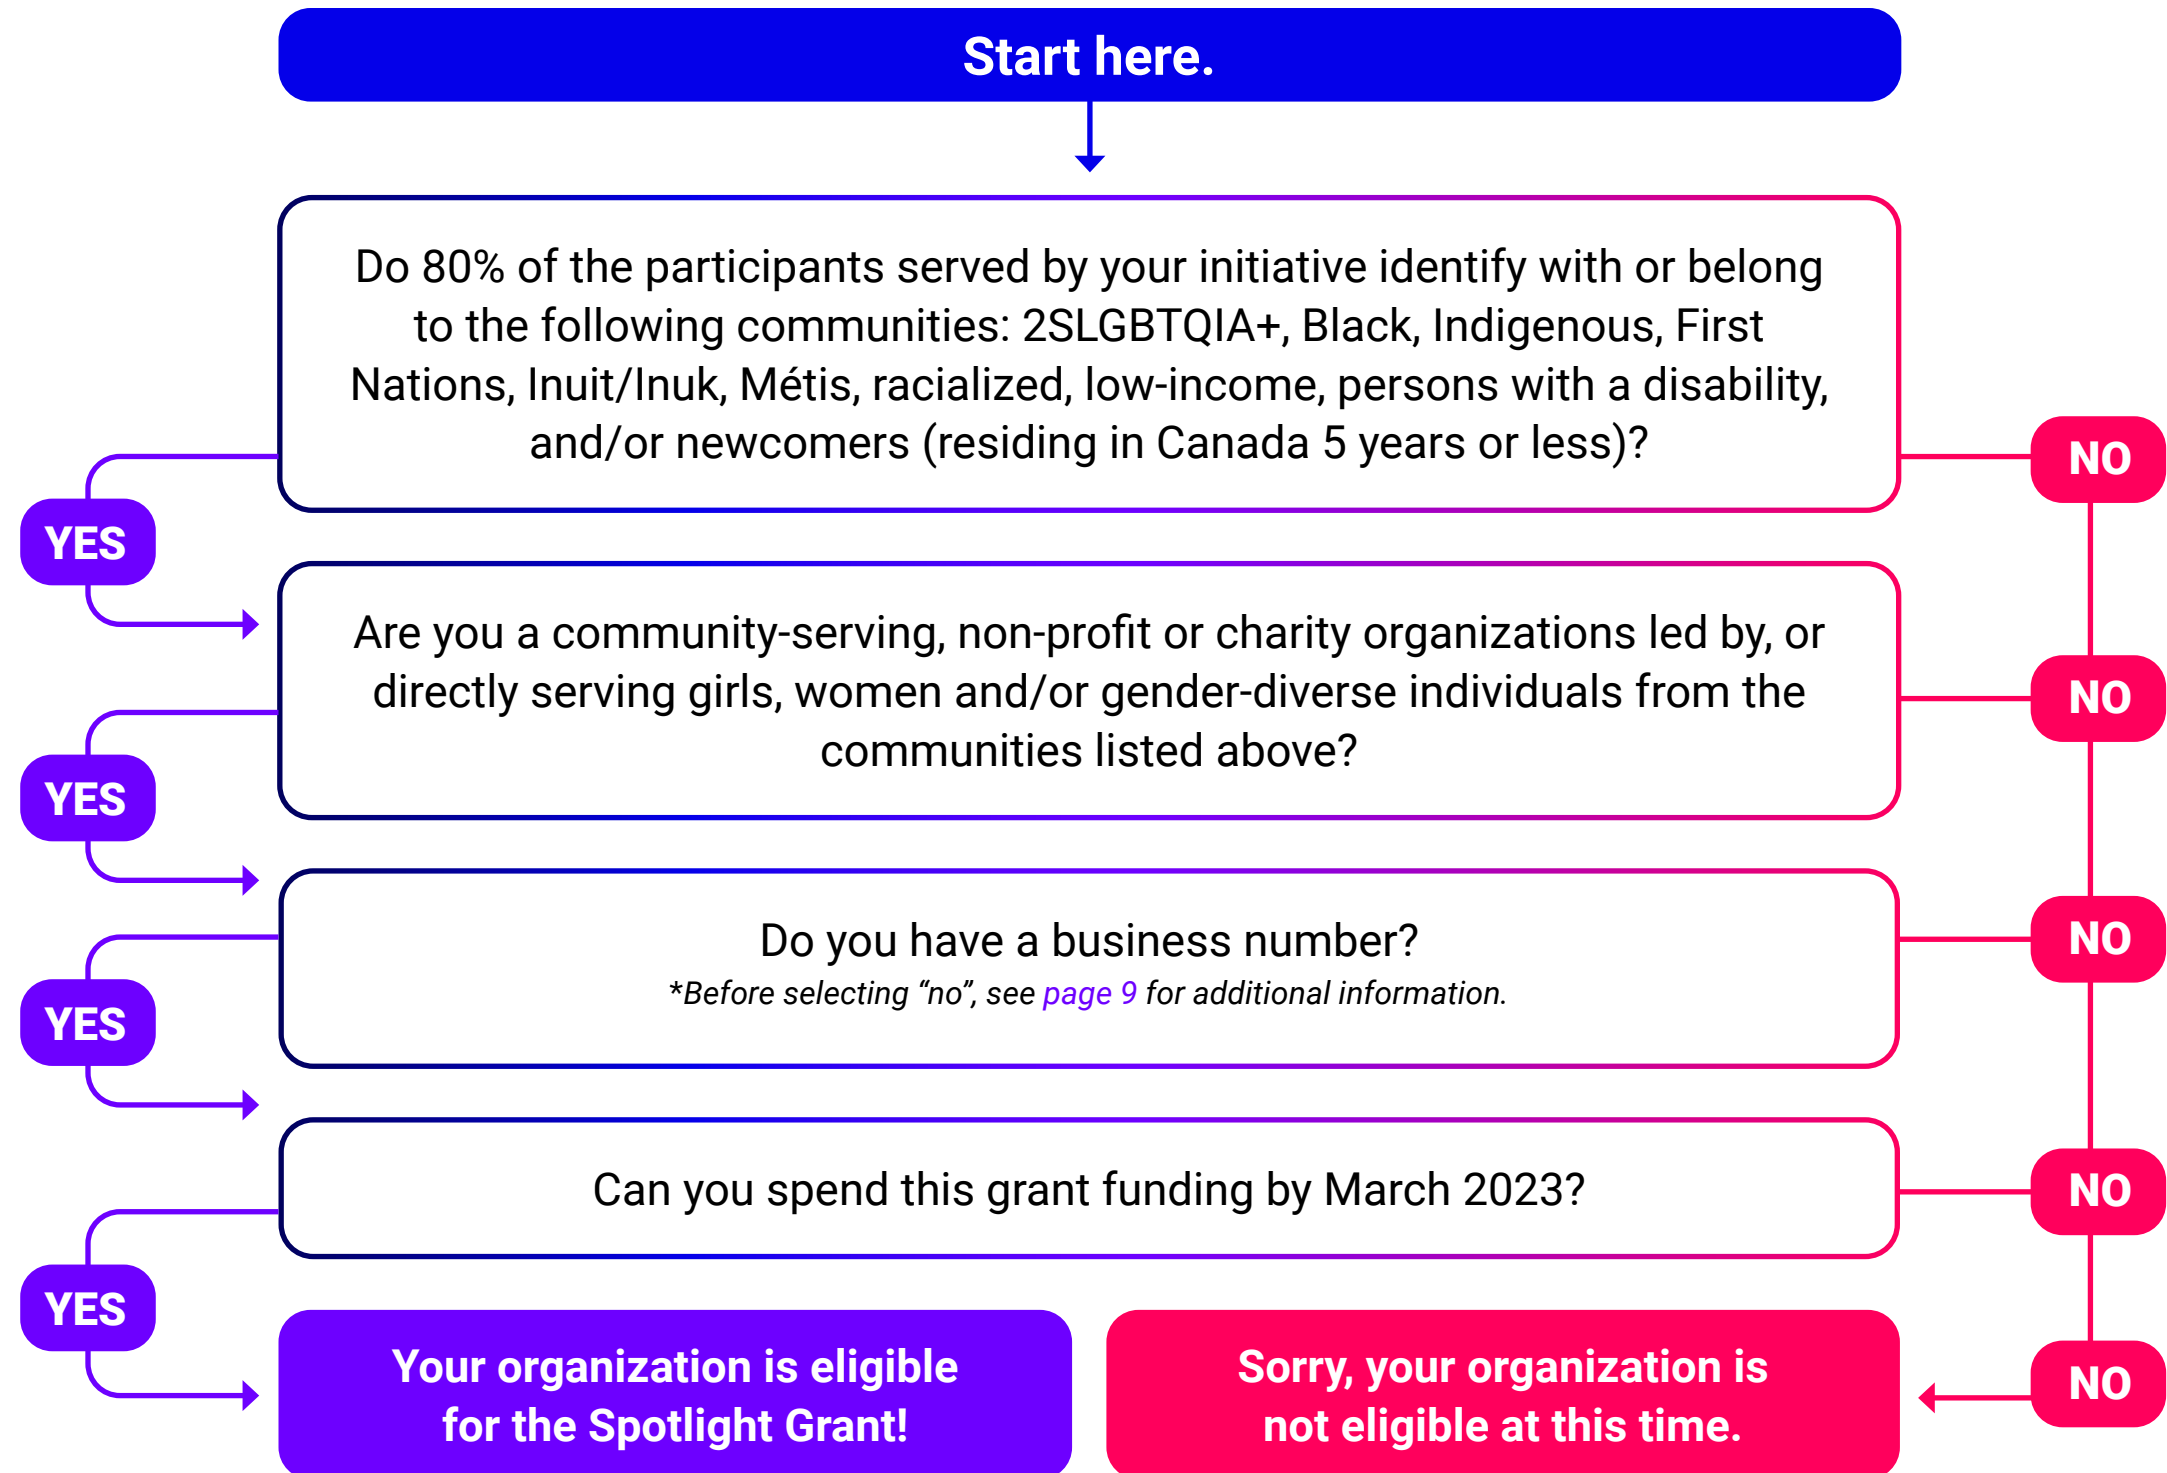 Start here.
Do 80% of the participants served by your initiative identify with or belong
to the following communities: 2SLGBTQIA+, Black, Indigenous, First
Nations, Inuit/Inuk, Métis, racialized, low-income, persons with a disability,
and/or newcomers (residing in Canada 5 years or less)?
NO
YES
Are you a community-serving, non-profit or charity organizations led by, or
directly serving girls, women and/or gender-diverse individuals from the
communities listed above?
NO
YES
Do you have a business number?
*Before selecting “no”, see page 9 for additional information.
NO
YES
Can you spend this grant funding by March 2023?
NO
YES
Your organization is eligible
for the Spotlight Grant!
Sorry, your organization is
not eligible at this time.
NO